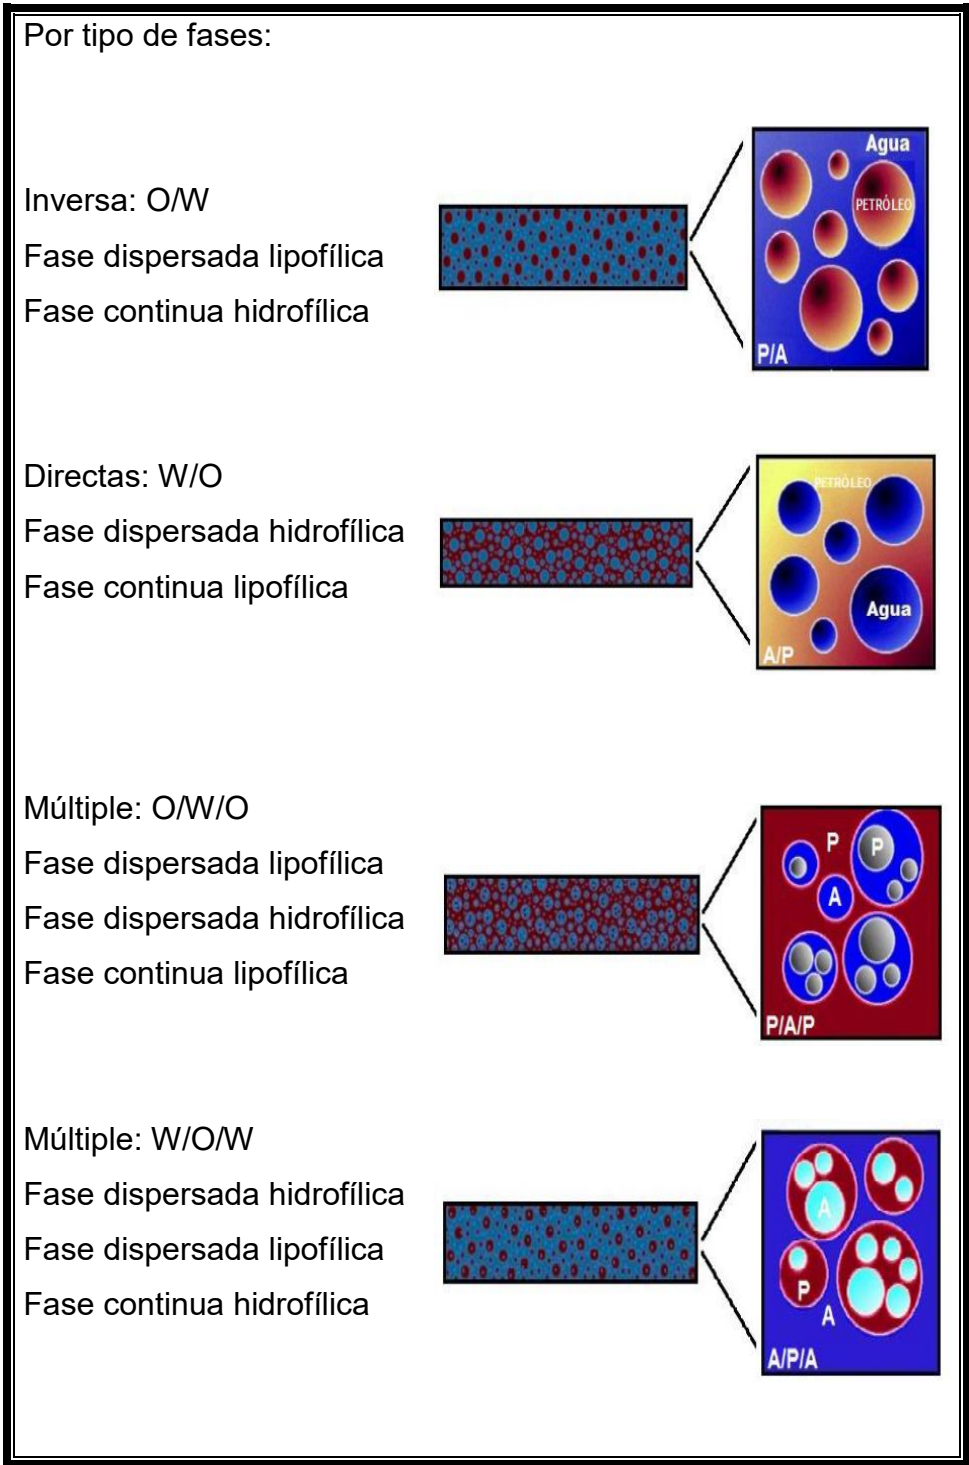 Por tipo de fases:
Inversa: O/W
Fase dispersada lipofílica
Fase continua hidrofílica
Agua
PETRÓLEO
P/A
Directas: W/O
Fase dispersada hidrofílica
Fase continua lipofílica
PETRÓLEO
Agua
A/P
Múltiple: O/W/O
Fase dispersada lipofílica
Fase dispersada hidrofílica
Fase continua lipofílica
P
P
A
P/A/P
Múltiple: W/O/W
Fase dispersada hidrofílica
Fase dispersada lipofílica
Fase continua hidrofílica
A
P
A
A/P/A